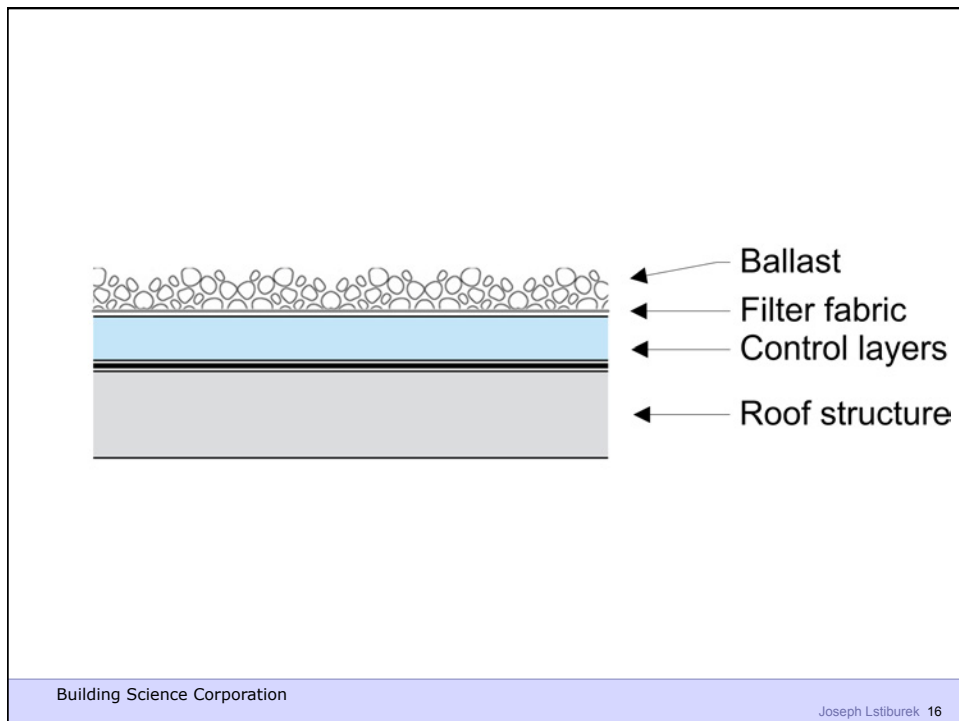 Ballast
Filter fabric
Control layers
Roof structure
Building Science Corporation
Joseph Lstiburek 16